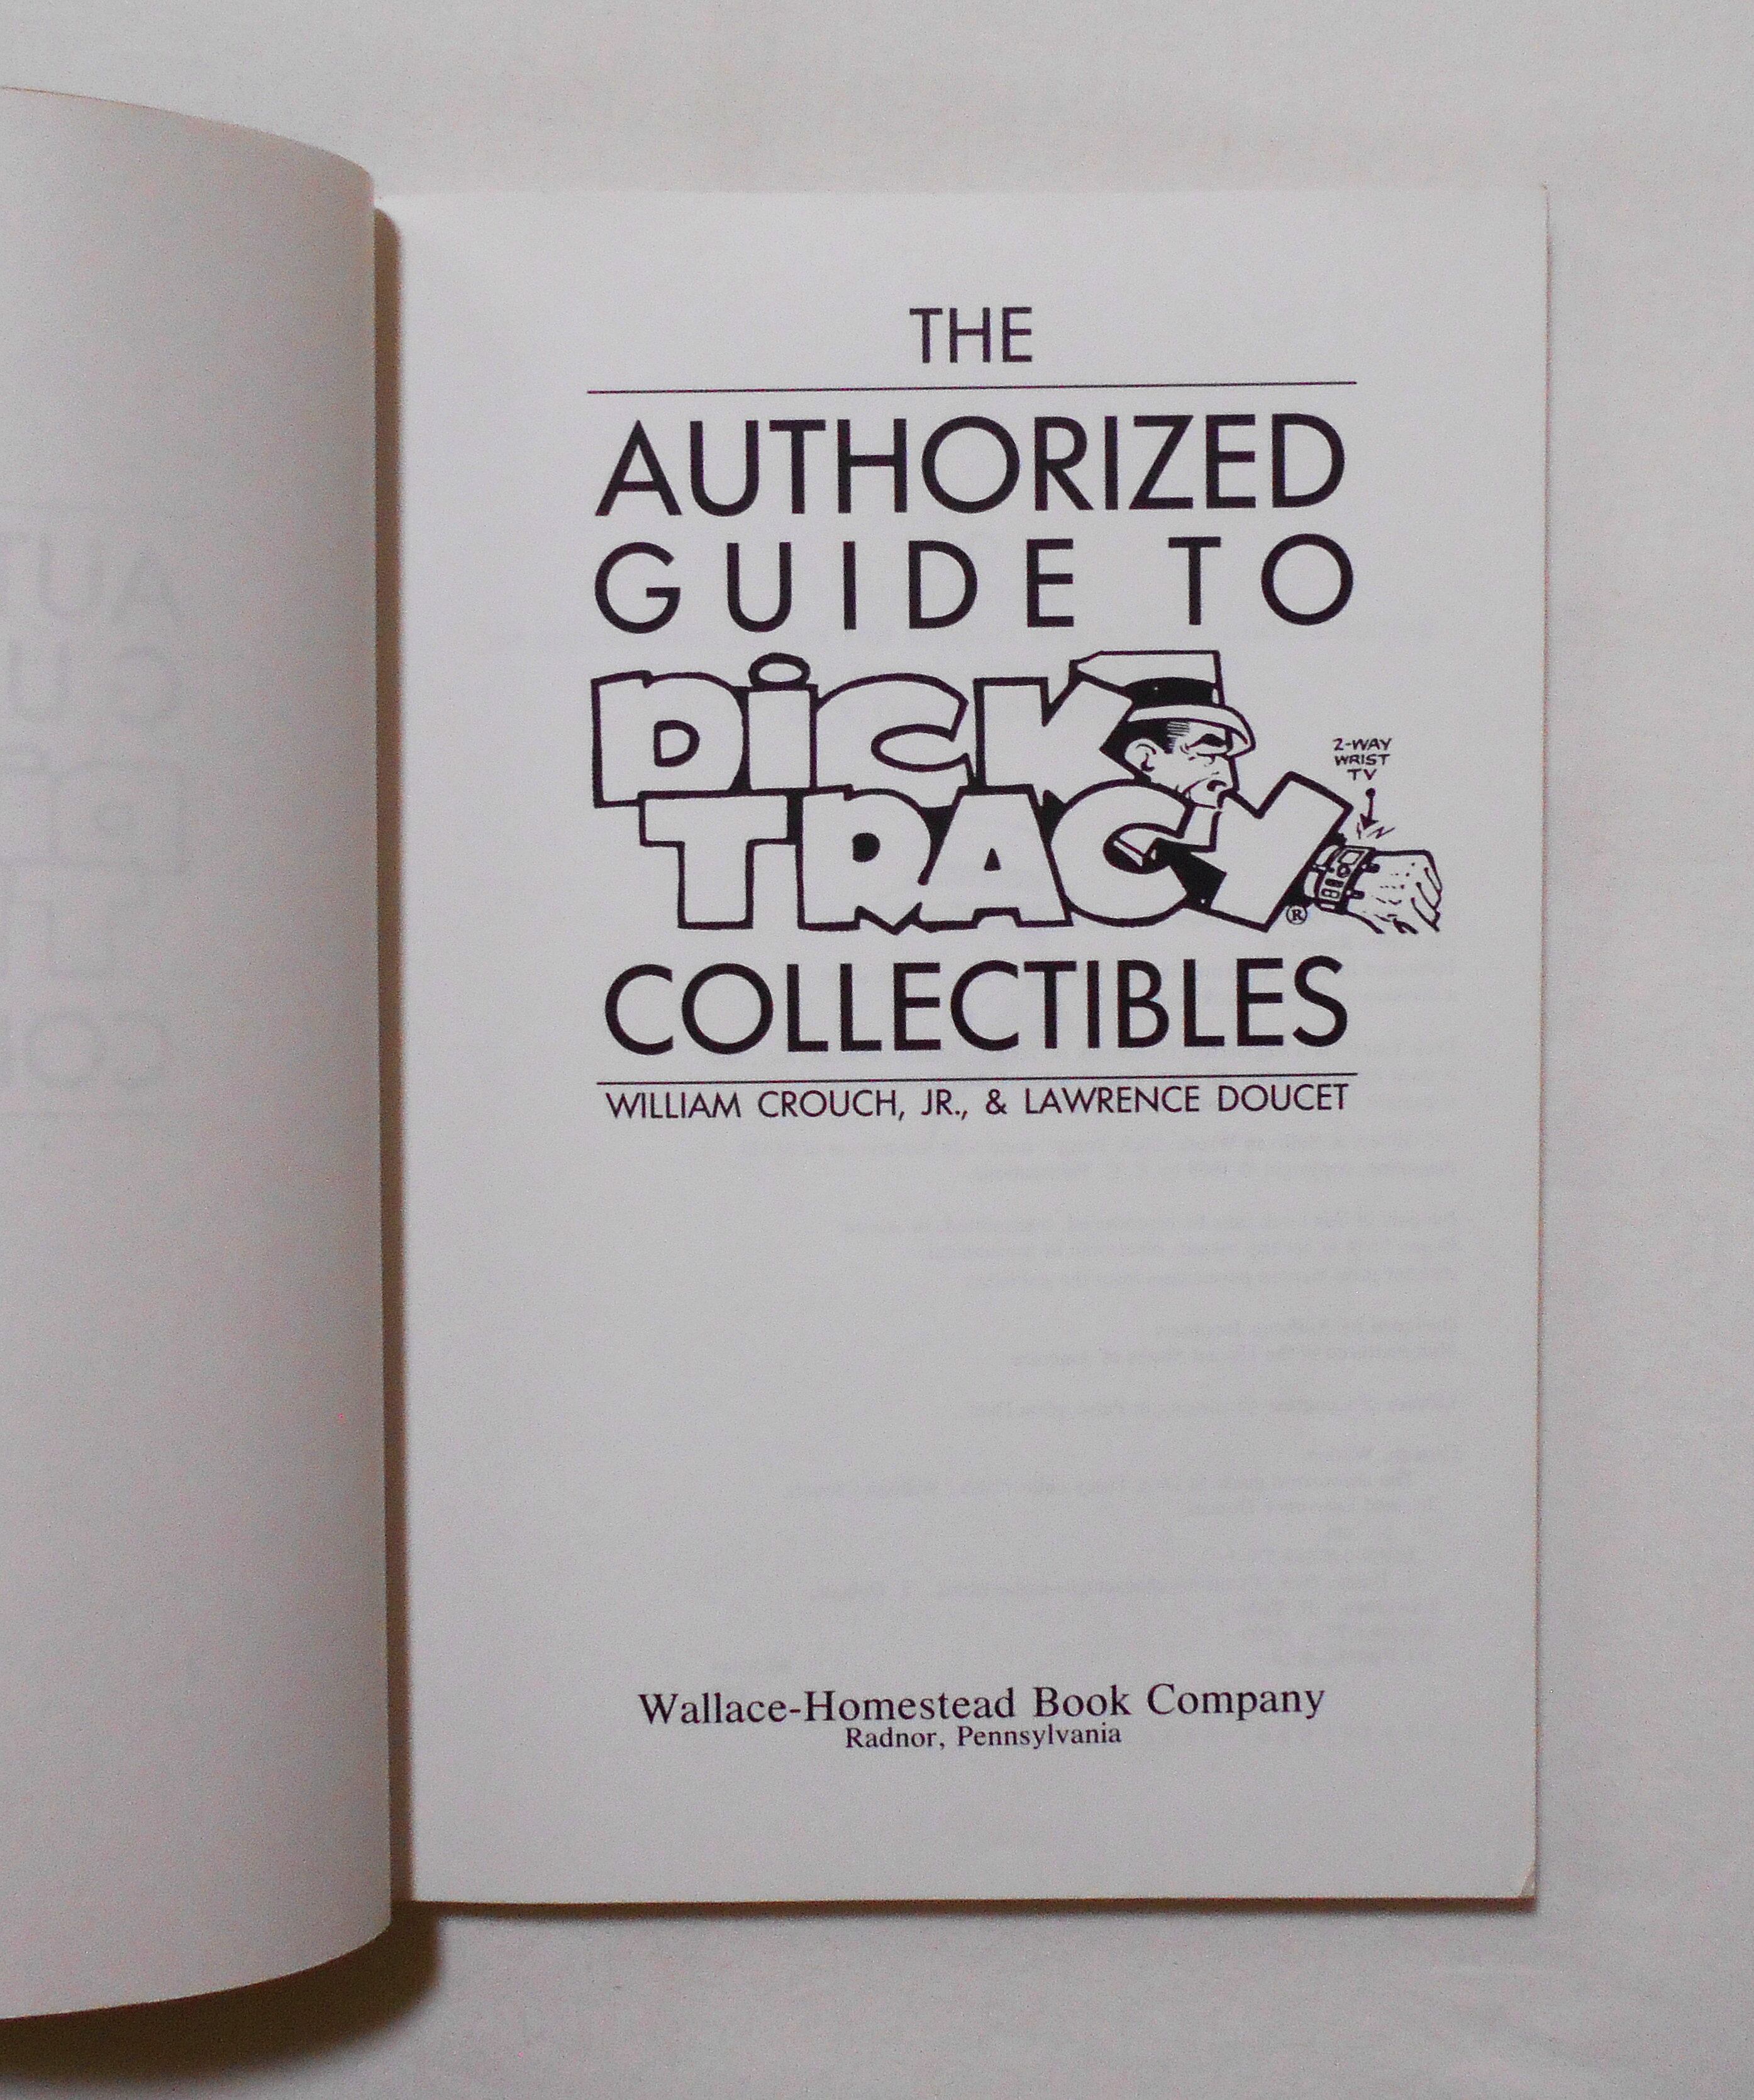 THE
AUTHORIZED
GUIDE TO
DiCK
TRACY
2-WAY
WRIST
TV
®
COLLECTIBLES
WILLIAM CROUCH, JR., & LAWRENCE DOUCET
Wallace-Homestead Book Company
Radnor, Pennsylvania